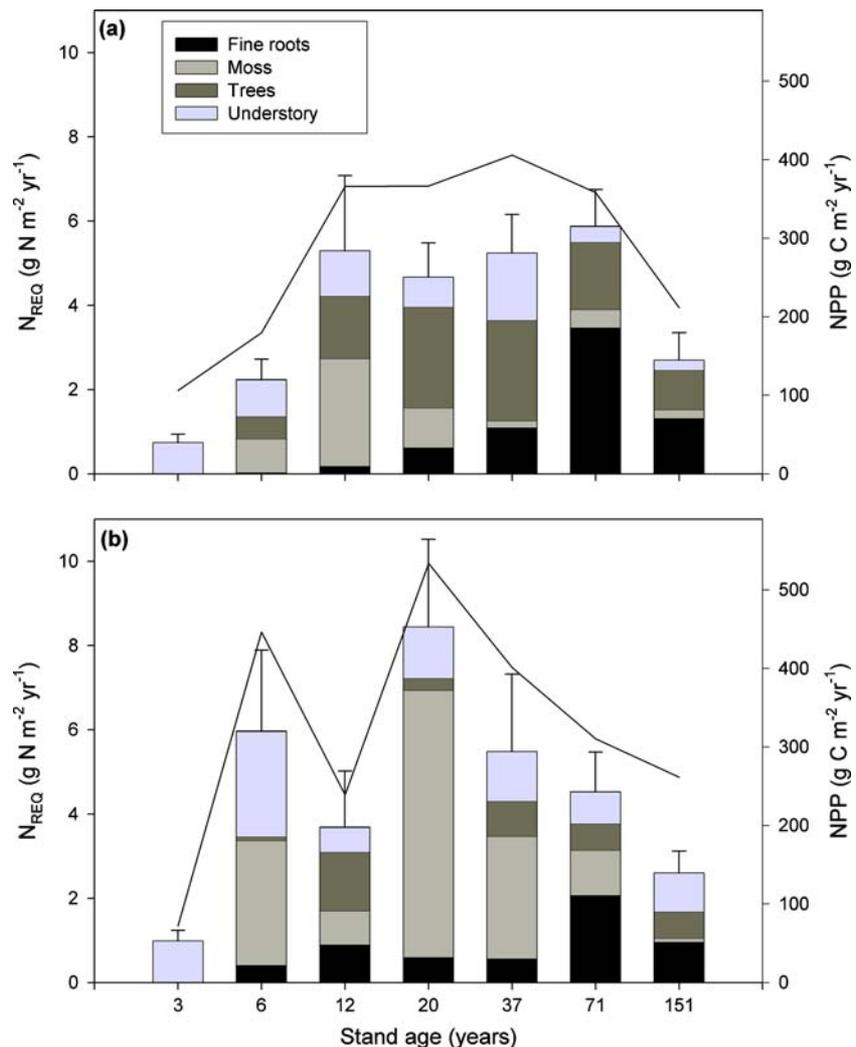 (a)
Fine roots
Moss
Trees
Understory
10
8
6
4
2
0
N_REQ (g N m⁻² yr⁻¹)
500
400
300
200
100
0
NPP (g C m⁻² yr⁻¹)
(b)
10
8
6
4
2
0
N_REQ (g N m⁻² yr⁻¹)
500
400
300
200
100
0
NPP (g C m⁻² yr⁻¹)
3 6 12 20 37 71 151
Stand age (years)